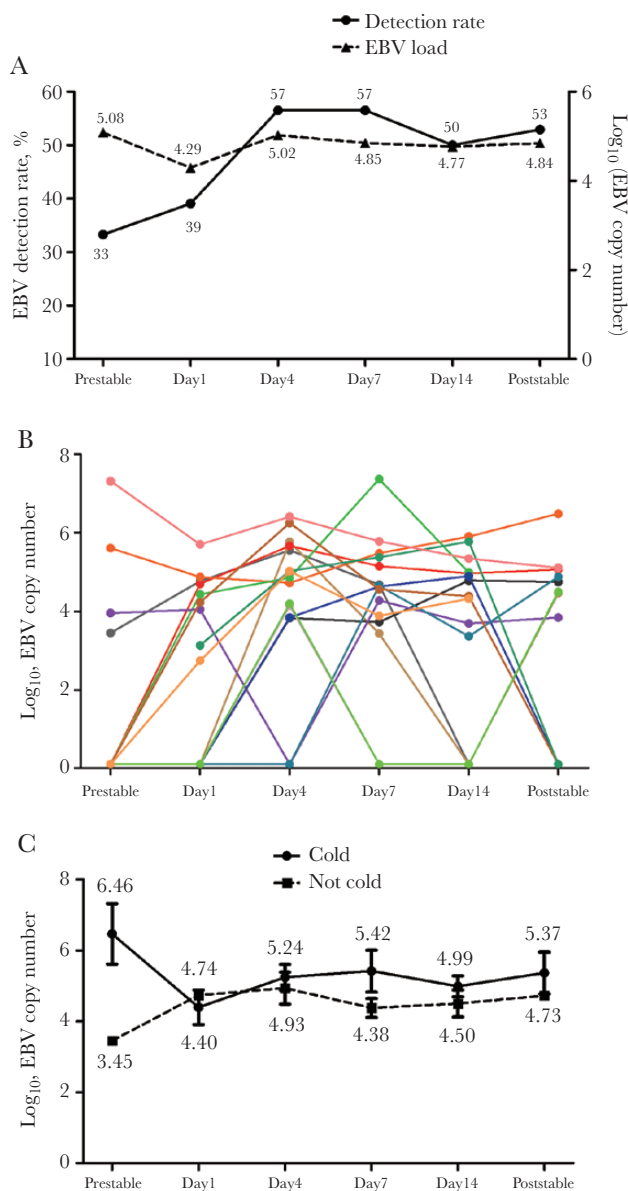 Detection rate
EBV load
A
60
50
40
30
20
10
EBV detection rate, %
5.08
4.29
57
57
50
53
5.02
4.85
4.77
4.84
33
39
6
4
2
0
Log10 (EBV
copy number)
Prestable Day1 Day4 Day7 Day14 Poststable
B
8
6
4
2
0
Log10, EBV copy number
Prestable Day1 Day4 Day7 Day14 Poststable
C
Cold
Not cold
8
6
4
2
0
Log10, EBV copy number
6.46
4.74
5.24
5.42
4.99
5.37
3.45
4.40
4.93
4.38
4.50
4.73
Prestable Day1 Day4 Day7 Day14 Poststable